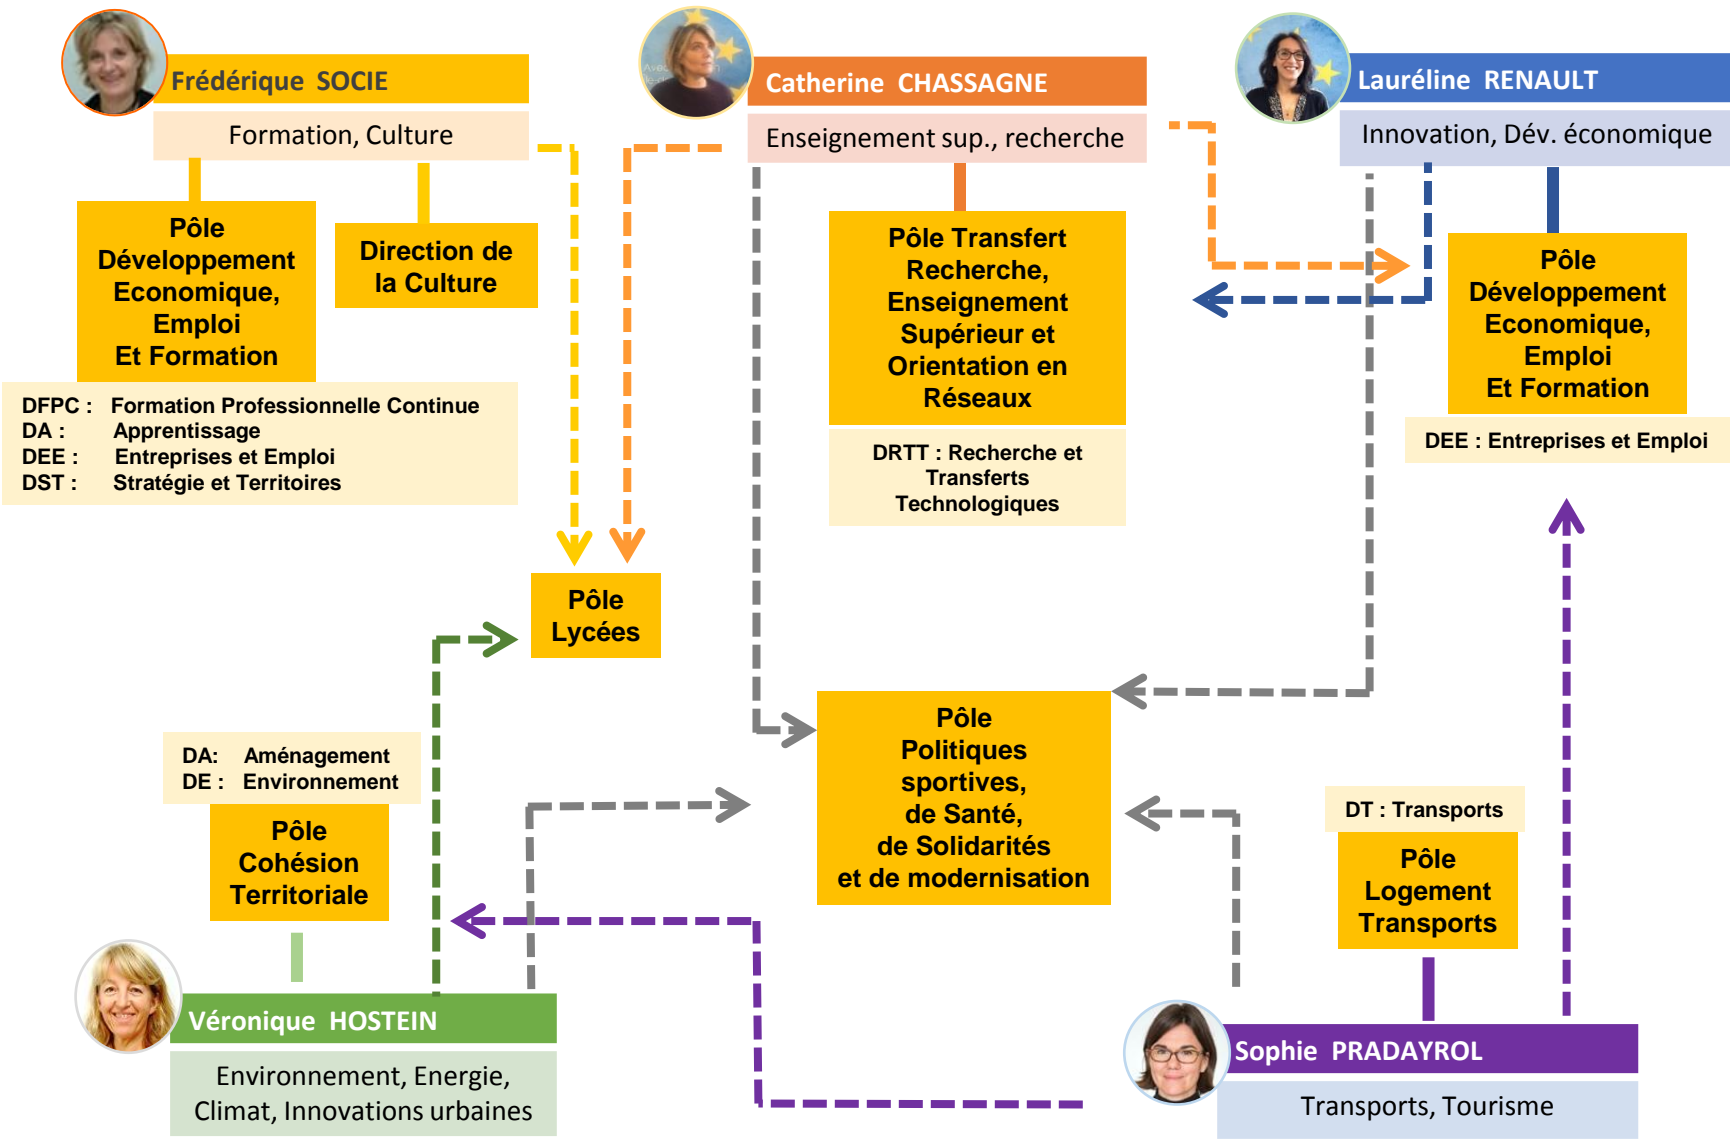 Frédérique  SOCIE
Formation, Culture
Pôle
Développement
Economique,
Emploi
Et Formation
Direction de
la Culture
DFPC :   Formation Professionnelle Continue
DA :       Apprentissage
DEE :     Entreprises et Emploi
DST :     Stratégie et Territoires
Catherine  CHASSAGNE
Enseignement sup., recherche
Pôle Transfert
Recherche,
Enseignement
Supérieur et
Orientation en
Réseaux
DRTT : Recherche et
Transferts
Technologiques
Lauréline  RENAULT
Innovation, Dév. économique
Pôle
Développement
Economique,
Emploi
Et Formation
DEE : Entreprises et Emploi
Pôle
Lycées
Pôle
Politiques
sportives,
de Santé,
de Solidarités
et de modernisation
DA:    Aménagement
DE :   Environnement
Pôle
Cohésion
Territoriale
Véronique  HOSTEIN
Environnement, Energie,
Climat, Innovations urbaines
DT : Transports
Pôle
Logement
Transports
Sophie  PRADAYROL
Transports, Tourisme